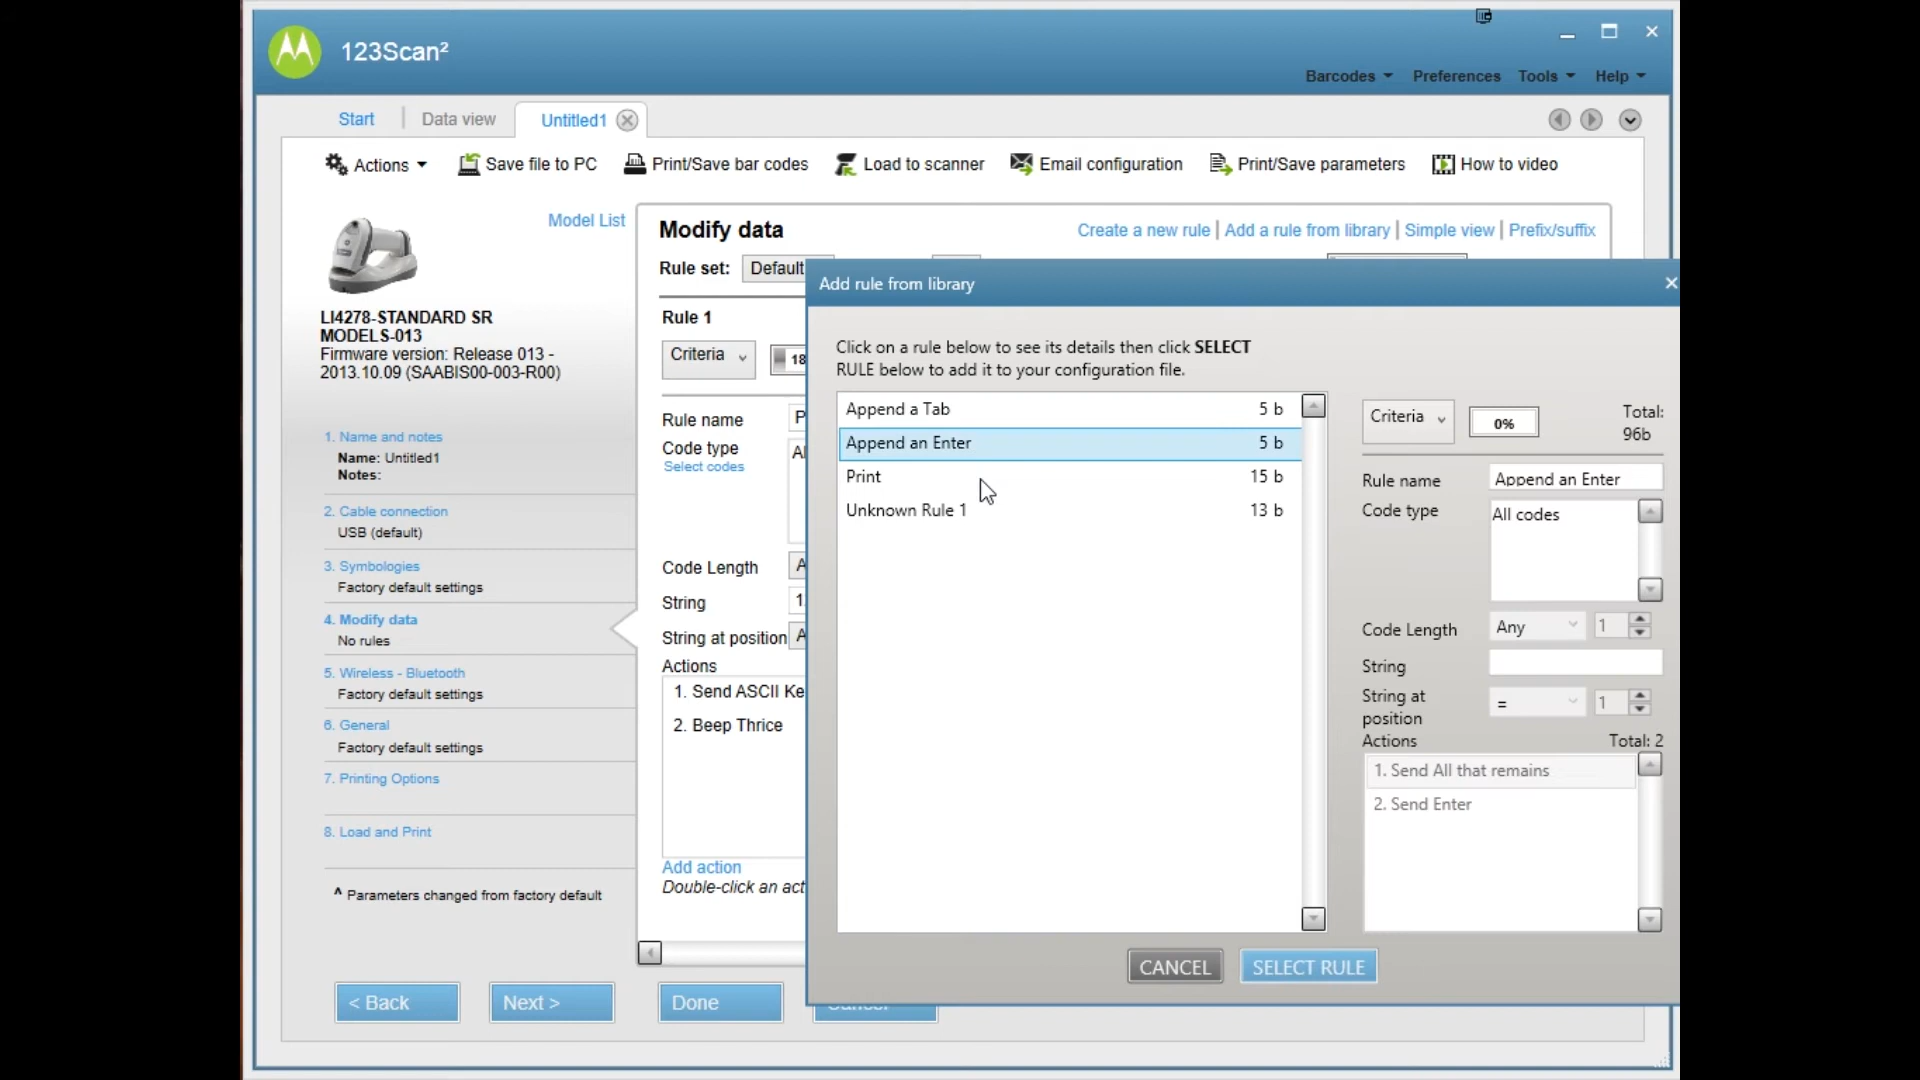 123Scan²
Barcodes
Preferences
Tools
Help
Start
Data view
Untitled1
Actions
Save file to PC
Print/Save bar codes
Load to scanner
Email configuration
Print/Save parameters
How to video
Model List
LI4278-STANDARD SR
MODELS-013
Firmware version: Release 013 -
2013.10.09 (SAABIS00-003-R00)
1. Name and notes
Name: Untitled1
Notes:
2. Cable connection
USB (default)
3. Symbologies
Factory default settings
4. Modify data
No rules
5. Wireless - Bluetooth
Factory default settings
6. General
Factory default settings
7. Printing Options
8. Load and Print
^ Parameters changed from factory default
< Back
Next >
Modify data
Create a new rule | Add a rule from library | Simple view | Prefix/suffix
Rule set: Default
Rule 1
Criteria
18
Rule name
P
Code type
Select codes
Code Length
String
1
String at position
Actions
1. Send ASCII Ke
2. Beep Thrice
Add action
Double-click an act
Done
Add rule from library
Click on a rule below to see its details then click SELECT
RULE below to add it to your configuration file.
Append a Tab 5 b
Append an Enter 5 b
Print 15 b
Unknown Rule 1 13 b
Criteria
0%
Total:
96b
Rule name Append an Enter
Code type All codes
Code Length Any 1
String
String at
position = 1
Actions Total: 2
1. Send All that remains
2. Send Enter
CANCEL
SELECT RULE